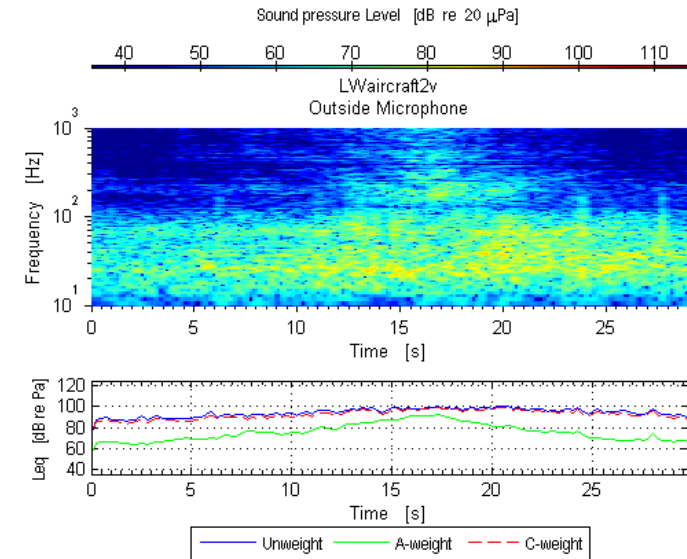 Sound pressure Level [dB re 20 µPa]
40 50 60 70 80 90 100 110
LWaircraft2v
Outside Microphone
10³
10²
10¹
Frequency [Hz]
0 5 10 15 20 25
Time [s]
120
100
80
60
40
Leq [dB re Pa]
0 5 10 15 20 25
Time [s]
Unweight A-weight C-weight